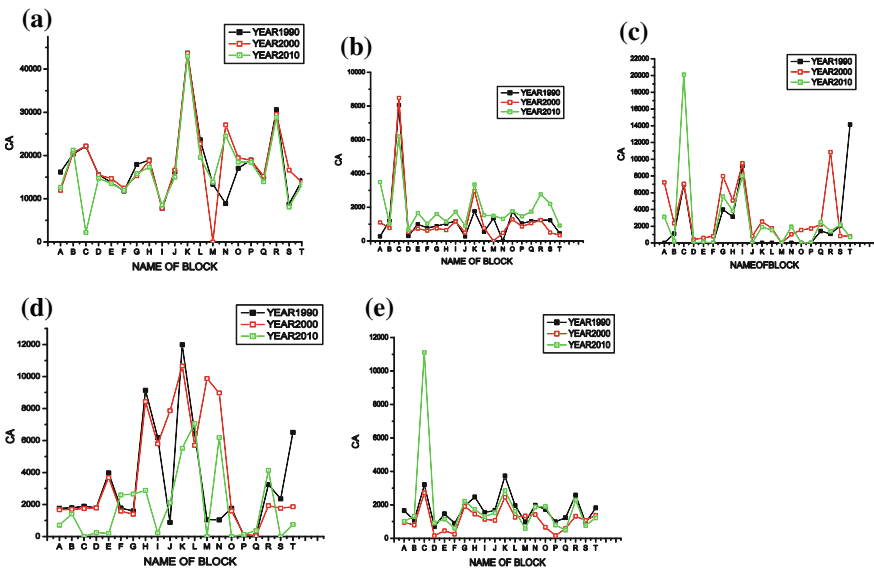 (a)
YEAR1990
YEAR2000
YEAR2010
CA
40000
30000
20000
10000
0
A B C D E F G H I J K L M N O P Q R S T
NAME OF BLOCK
(b)
YEAR1990
YEAR2000
YEAR2010
CA
10000
8000
6000
4000
2000
0
A B C D E F G H I J K L M N O P Q R S T
NAME OF BLOCK
(c)
YEAR1990
YEAR2000
YEAR2010
CA
22000
20000
18000
16000
14000
12000
10000
8000
6000
4000
2000
0
A B C D E F G H I J K L M N O P Q R S T
NAMEOFBLOCK
(d)
YEAR1990
YEAR2000
YEAR2010
CA
12000
10000
8000
6000
4000
2000
0
A B C D E F G H I J K L M N O P Q R S T
NAME OF BLOCK
(e)
YEAR1990
YEAR2000
YEAR2010
CA
12000
10000
8000
6000
4000
2000
0
A B C D E F G H I J K L M N O P Q R S T
NAME OF BLOCK